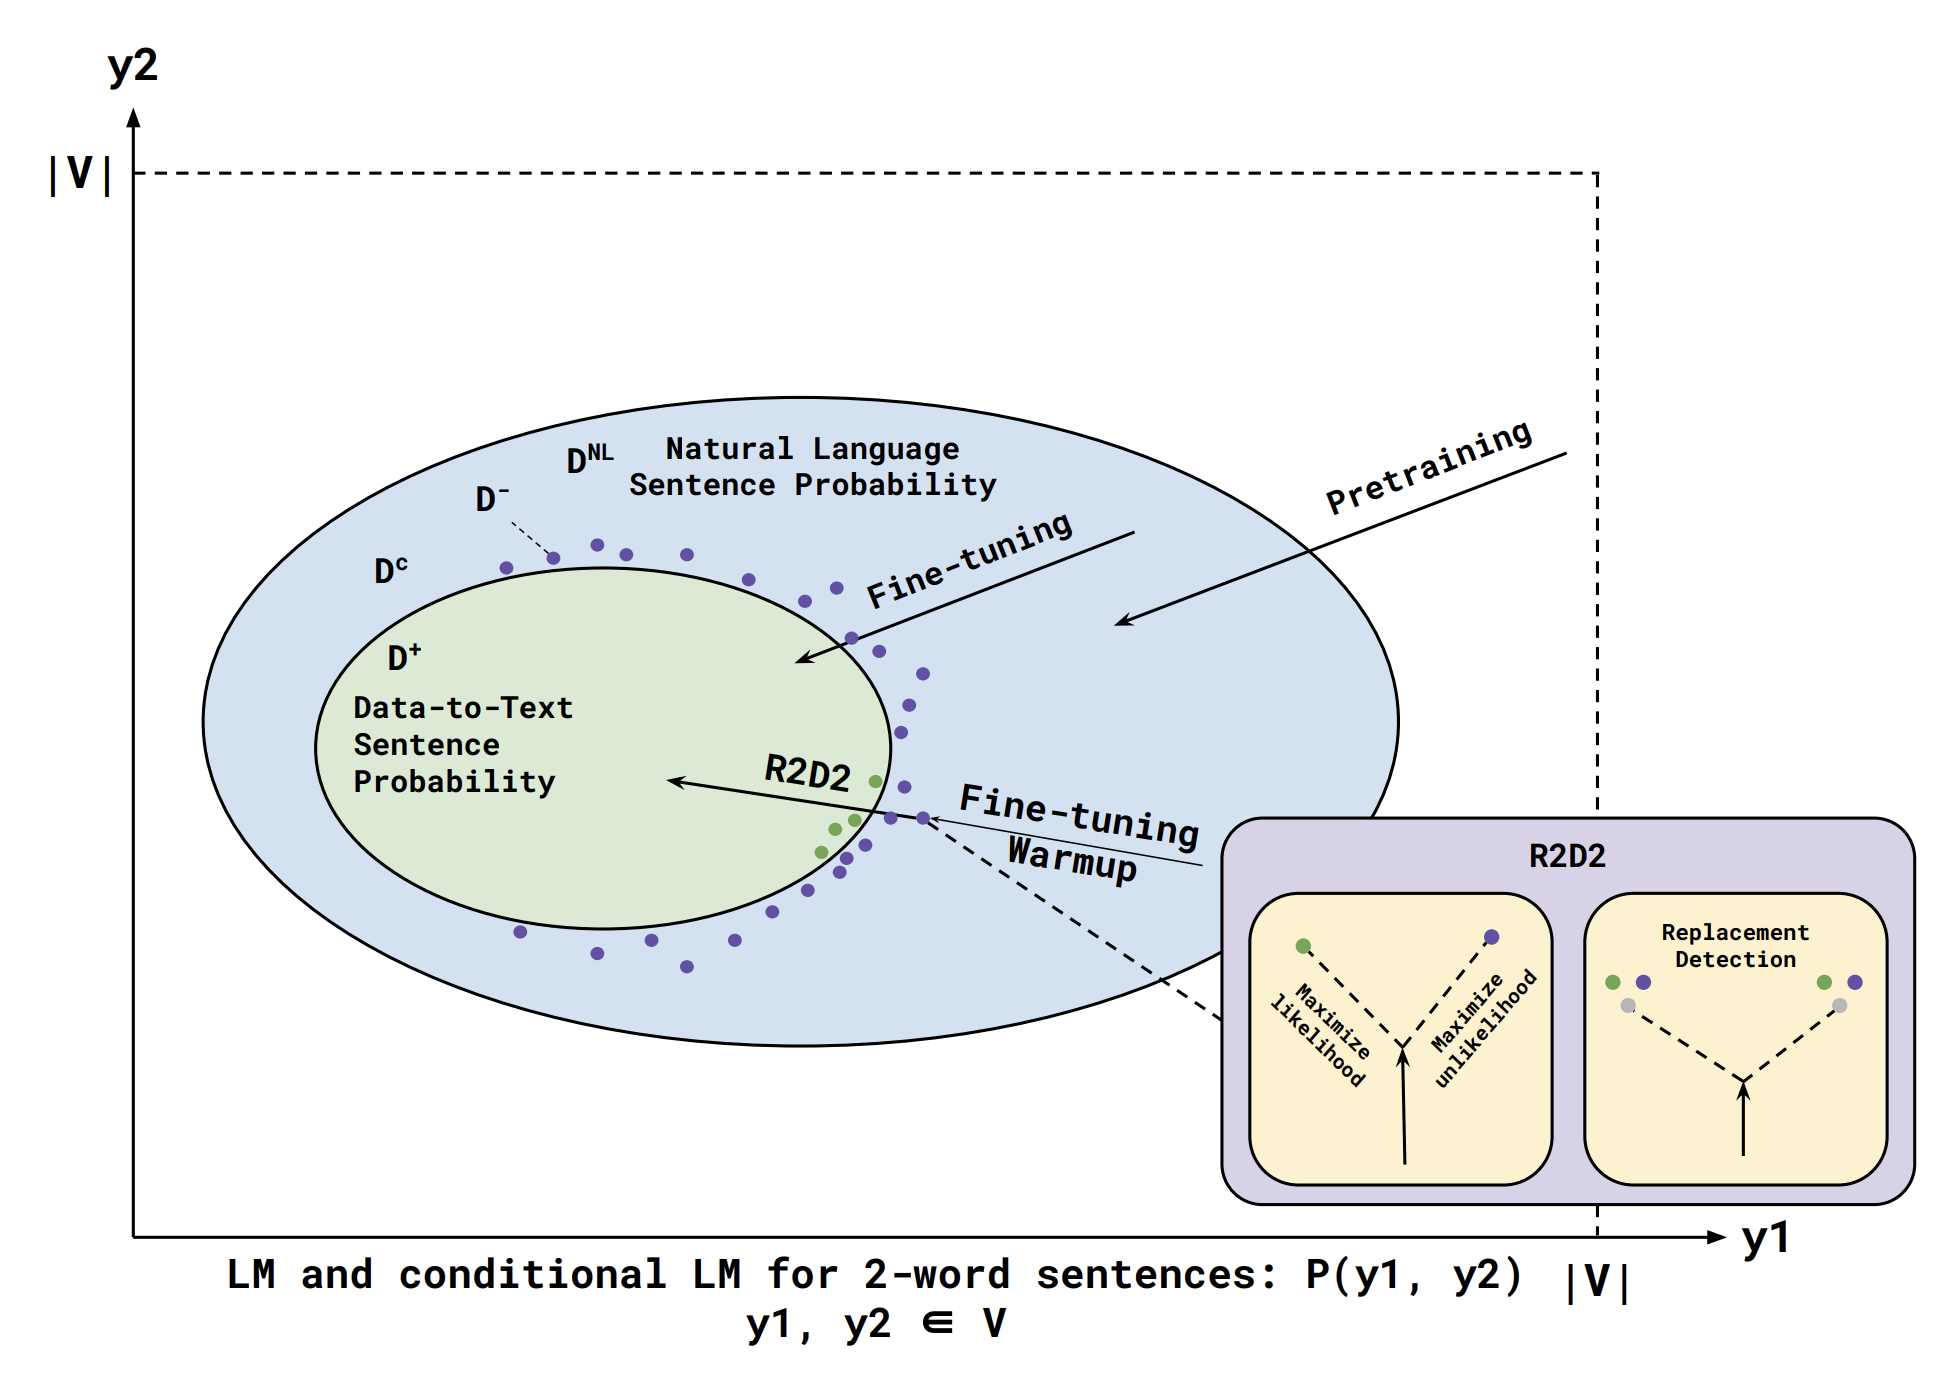 y2
|V|
D^NL
Natural Language
Sentence Probability
D^-
D^c
D^+
Data-to-Text
Sentence
Probability
Fine-tuning
Pretraining
R2D2
Fine-tuning
Warmup
R2D2
Maximize
likelihood
Maximize
unlikelihood
Replacement
Detection
y1
LM and conditional LM for 2-word sentences: P(y1, y2)
|V|
y1, y2 ∈ V